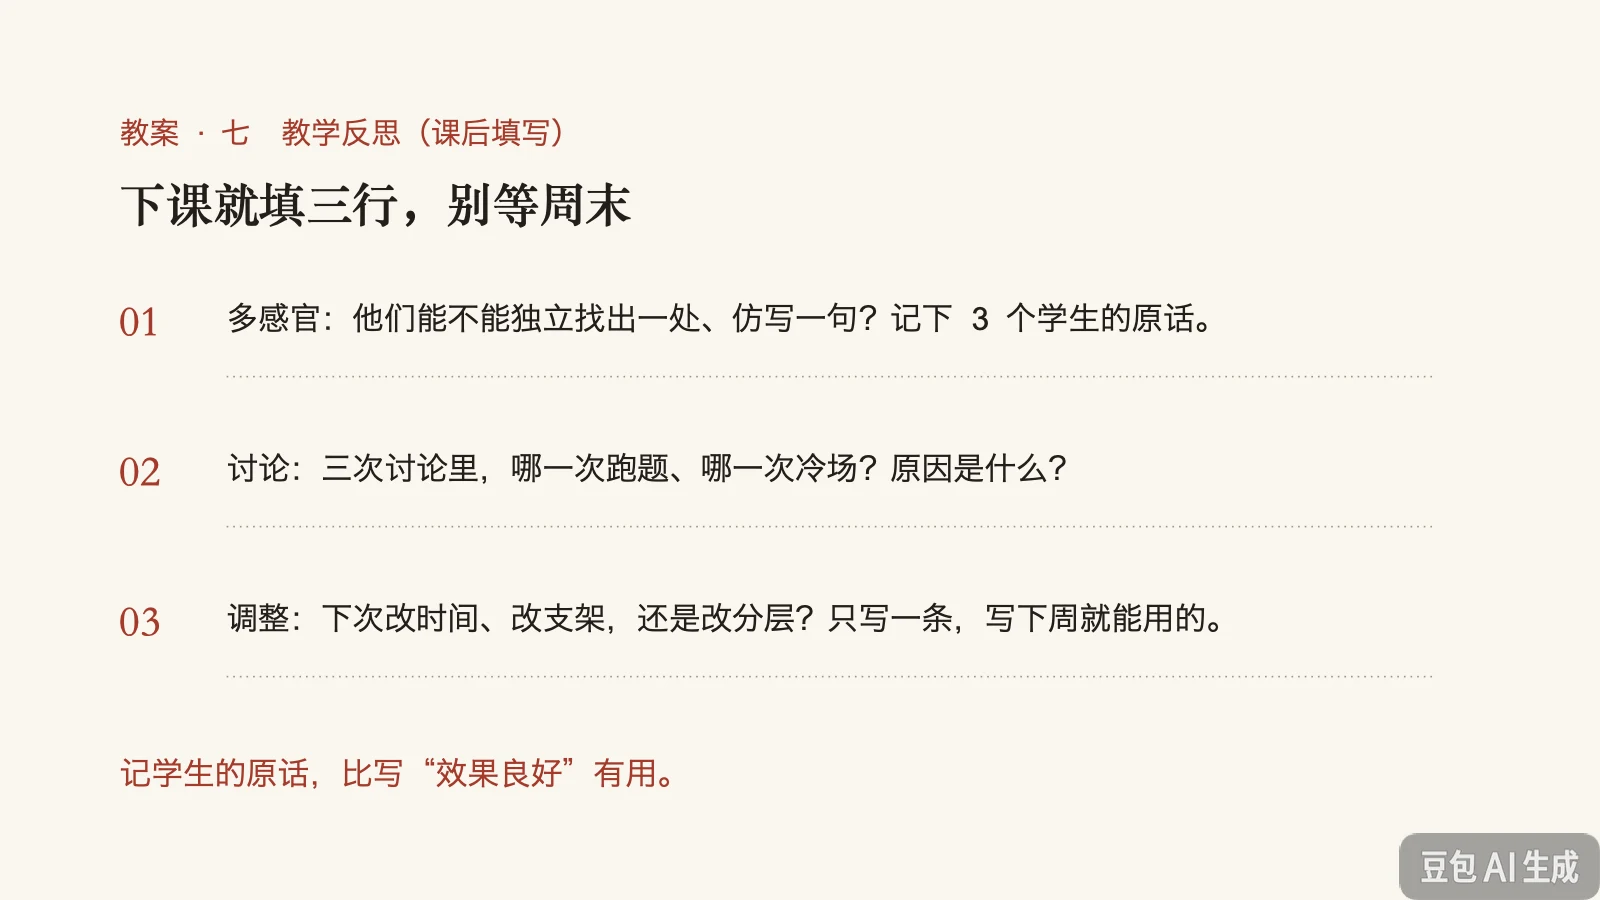 教案 · 七 教学反思（课后填写）
下课就填三行，别等周末
01 多感官：他们能不能独立找出一处、仿写一句？记下 3 个学生的原话。
02 讨论：三次讨论里，哪一次跑题、哪一次冷场？原因是什么？
03 调整：下次改时间、改支架，还是改分层？只写一条，写下周就能用的。
记学生的原话，比写“效果良好”有用。
豆包 AI 生成